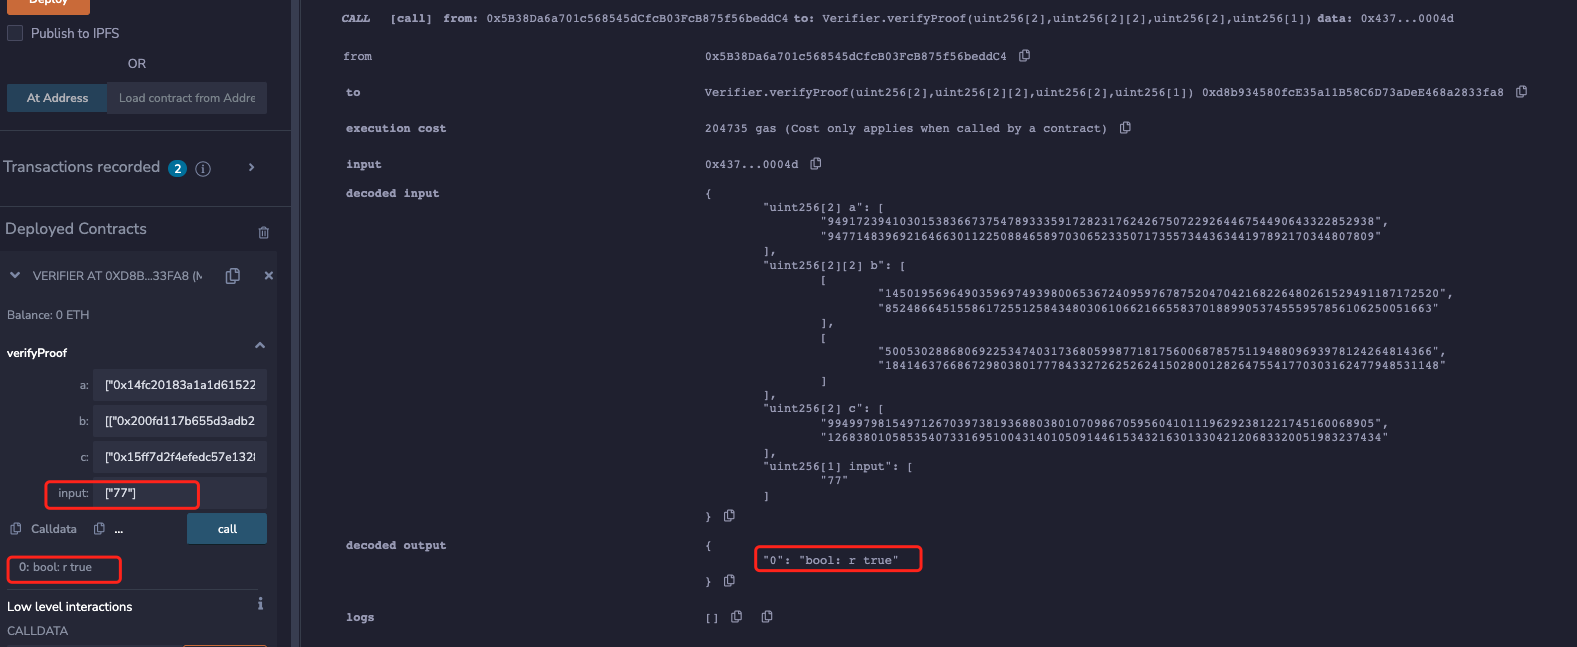 Deploy
Publish to IPFS
OR
At Address Load contract from Addre
Transactions recorded 2 i
Deployed Contracts
VERIFIER AT 0XD8B...33FA8 (M
Balance: 0 ETH
verifyProof
a: ["0x14fc20183a1a1d61522
b: [["0x200fd117b655d3adb2
c: ["0x15ff7d2f4efedc57e1328
input: ["77"]
Calldata ...
call
0: bool: r true
Low level interactions i
CALLDATA
CALL [call] from: 0x5B38Da6a701c568545dCfcB03FcB875f56beddC4 to: Verifier.verifyProof(uint256[2],uint256[2][2],uint256[2],uint256[1]) data: 0x437...0004d
from 0x5B38Da6a701c568545dCfcB03FcB875f56beddC4
to Verifier.verifyProof(uint256[2],uint256[2][2],uint256[2],uint256[1]) 0xd8b934580fcE35a11B58C6D73aDeE468a2833fa8
execution cost 204735 gas (Cost only applies when called by a contract)
input 0x437...0004d
decoded input {
"uint256[2] a": [
"9491723941030153836673754789333591728231762426750722926446754490643322852938",
"9477148396921646630112250884658970306523350717355734436344197892170344807809"
],
"uint256[2][2] b": [
[
"14501956964903596974939800653672409597678752047042168226480261529491187172520",
"8524866451558617255125843480306106621665583701889905374555957856106250051663"
],
[
"5005302886806922534740317368059987718175600687857511948809693978124264814366",
"18414637668672980380177784332726252624150280012826475541770303162477948531148"
]
],
"uint256[2] c": [
"9949979815497126703973819368803801070986705956041011196292381221745160068905",
"12683801058535407331695100431401050914461534321630133042120683320051983237434"
],
"uint256[1] input": [
"77"
]
}
decoded output {
"0": "bool: r true"
}
logs []